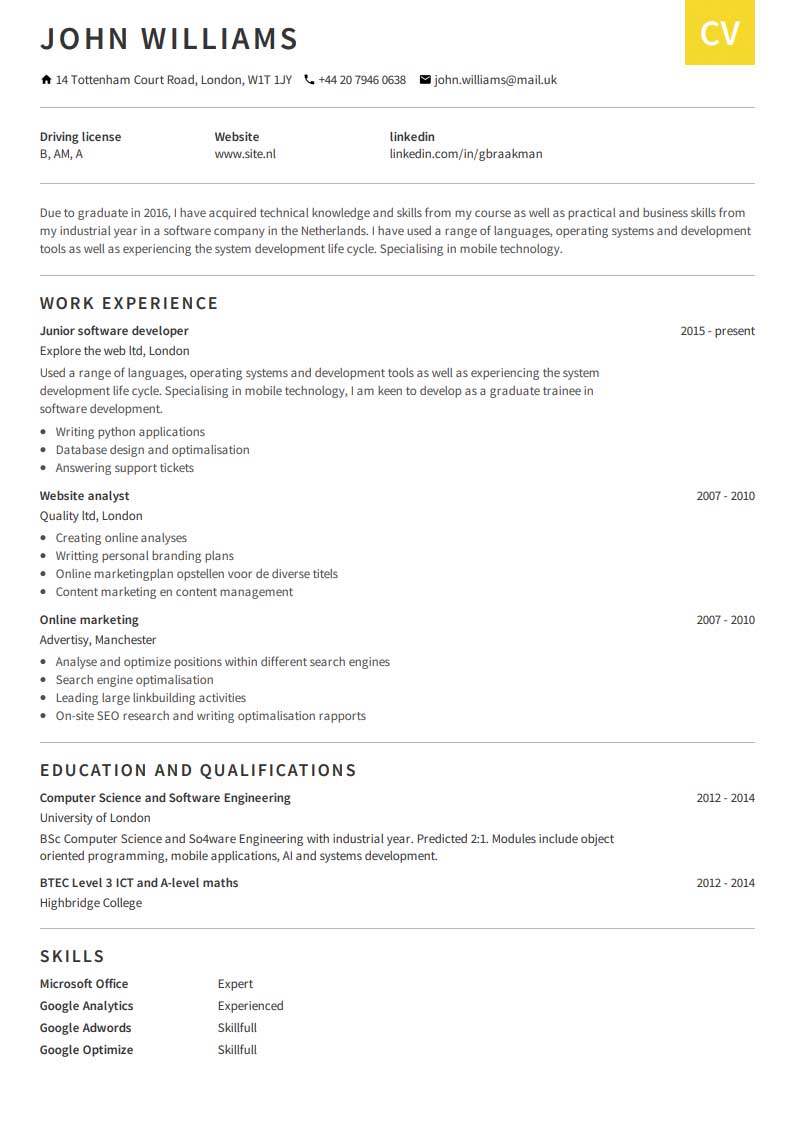 JOHN WILLIAMS
CV
14 Tottenham Court Road, London, W1T 1JY +44 20 7946 0638 john.williams@mail.uk
Driving license Website linkedin
B, AM, A www.site.nl linkedin.com/in/gbraakman
Due to graduate in 2016, I have acquired technical knowledge and skills from my course as well as practical and business skills from
my industrial year in a software company in the Netherlands. I have used a range of languages, operating systems and development
tools as well as experiencing the system development life cycle. Specialising in mobile technology.
WORK EXPERIENCE
Junior software developer 2015 - present
Explore the web ltd, London
Used a range of languages, operating systems and development tools as well as experiencing the system
development life cycle. Specialising in mobile technology, I am keen to develop as a graduate trainee in
software development.
• Writing python applications
• Database design and optimalisation
• Answering support tickets
Website analyst 2007 - 2010
Quality ltd, London
• Creating online analyses
• Writting personal branding plans
• Online marketingplan opstellen voor de diverse titels
• Content marketing en content management
Online marketing 2007 - 2010
Advertisy, Manchester
• Analyse and optimize positions within different search engines
• Search engine optimalisation
• Leading large linkbuilding activities
• On-site SEO research and writing optimalisation rapports
EDUCATION AND QUALIFICATIONS
Computer Science and Software Engineering 2012 - 2014
University of London
BSc Computer Science and So4ware Engineering with industrial year. Predicted 2:1. Modules include object
oriented programming, mobile applications, AI and systems development.
BTEC Level 3 ICT and A-level maths 2012 - 2014
Highbridge College
SKILLS
Microsoft Office Expert
Google Analytics Experienced
Google Adwords Skillfull
Google Optimize Skillfull